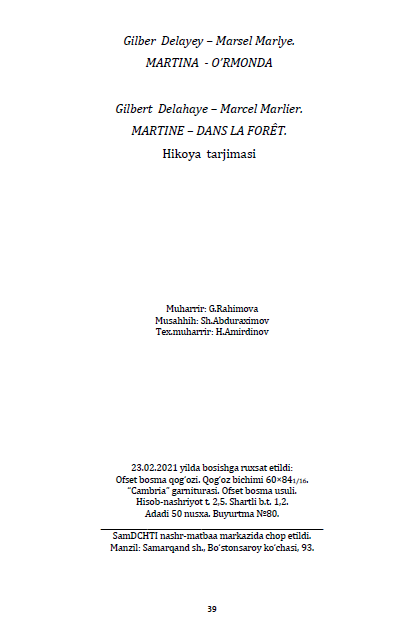 Gilber Delayey – Marsel Marlye.
MARTINA - O‘RMONDA
Gilbert Delahaye – Marcel Marlier.
MARTINE – DANS LA FORÊT.
Hikoya tarjimasi
Muharrir: G.Rahimova
Musahhih: Sh.Abduraximov
Tex.muharrir: H.Amirdinov
23.02.2021 yilda bosishga ruxsat etildi:
Ofset bosma qog‘ozi. Qog‘oz bichimi 60×84₁/₁₆.
“Cambria” garniturasi. Ofset bosma usuli.
Hisob-nashriyot t. 2,5. Shartli b.t. 1,2.
Adadi 50 nusxa. Buyurtma №80.
SamDCHTI nashr-matbaa markazida chop etildi.
Manzil: Samarqand sh., Bo‘stonsaroy ko‘chasi, 93.
39